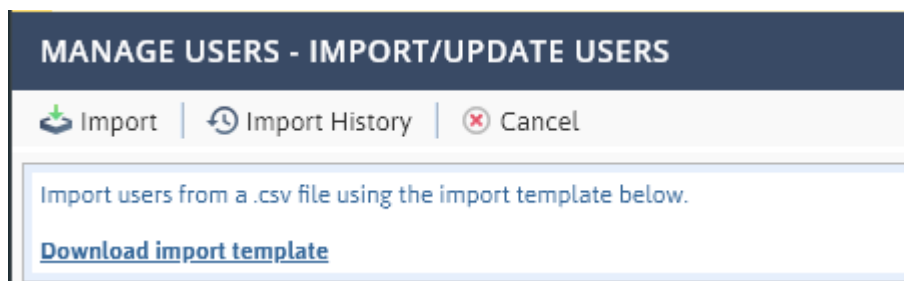 MANAGE USERS - IMPORT/UPDATE USERS
Import Import History Cancel
Import users from a .csv file using the import template below.
Download import template